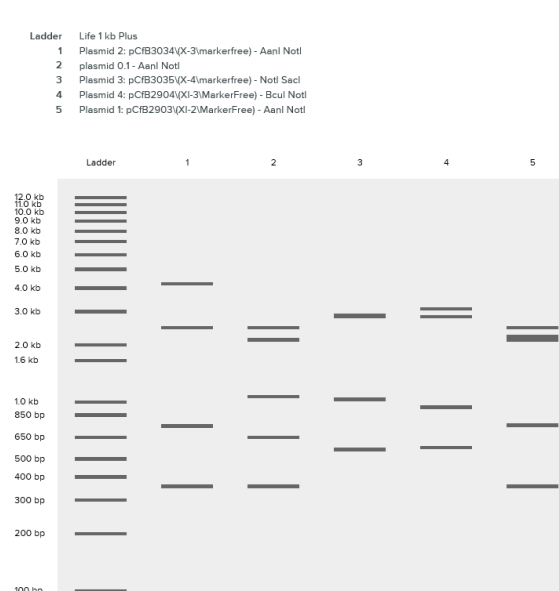 Ladder Life 1 kb Plus
1 Plasmid 2: pCfB3034\(X-3\markerfree) - AanI NotI
2 plasmid 0.1 - AanI NotI
3 Plasmid 3: pCfB3035\(X-4\markerfree) - NotI SacI
4 Plasmid 4: pCfB2904\(XI-3\MarkerFree) - BcuI NotI
5 Plasmid 1: pCfB2903\(XI-2\MarkerFree) - AanI NotI
Ladder 1 2 3 4 5
12.0 kb
11.0 kb
10.0 kb
9.0 kb
8.0 kb
7.0 kb
6.0 kb
5.0 kb
4.0 kb
3.0 kb
2.0 kb
1.6 kb
1.0 kb
850 bp
650 bp
500 bp
400 bp
300 bp
200 bp
100 bp